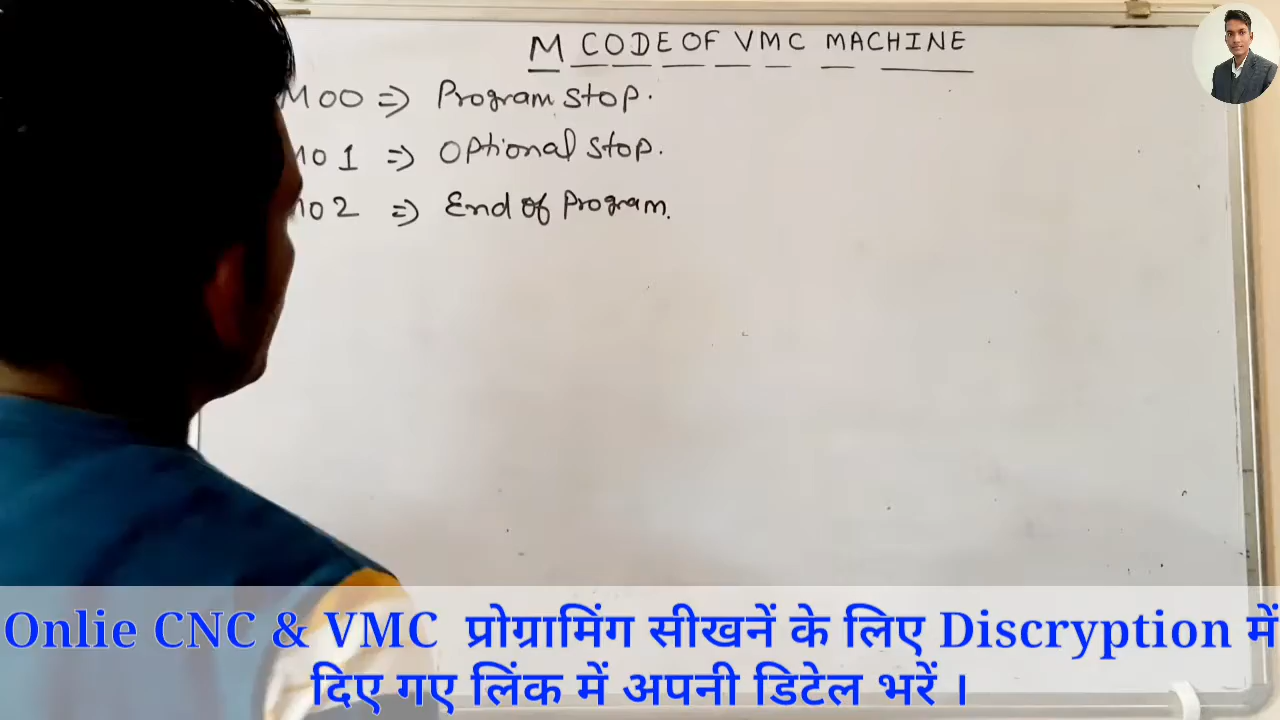 M CODE OF VMC MACHINE
M00 => Program stop.
M01 => Optional stop.
M02 => End of Program.
Onlie CNC & VMC प्रोग्रामिंग सीखनें के लिए Discryption में
दिए गए लिंक में अपनी डिटेल भरें ।